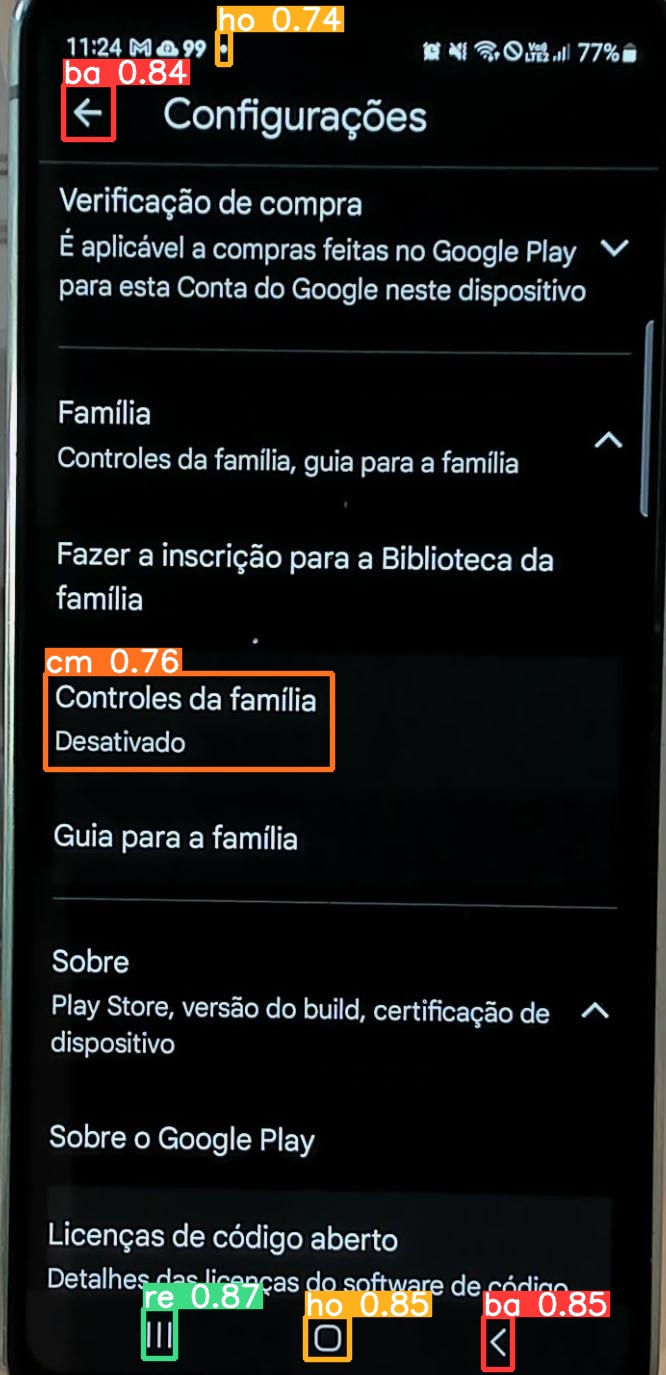 ho 0.74
11:24 99 77%
ba 0.84
Configurações
Verificação de compra
É aplicável a compras feitas no Google Play
para esta Conta do Google neste dispositivo
Família
Controles da família, guia para a família
Fazer a inscrição para a Biblioteca da
família
cm 0.76
Controles da família
Desativado
Guia para a família
Sobre
Play Store, versão do build, certificação de
dispositivo
Sobre o Google Play
Licenças de código aberto
Detalhes das licenças do software de código
re 0.87 ho 0.85 ba 0.85